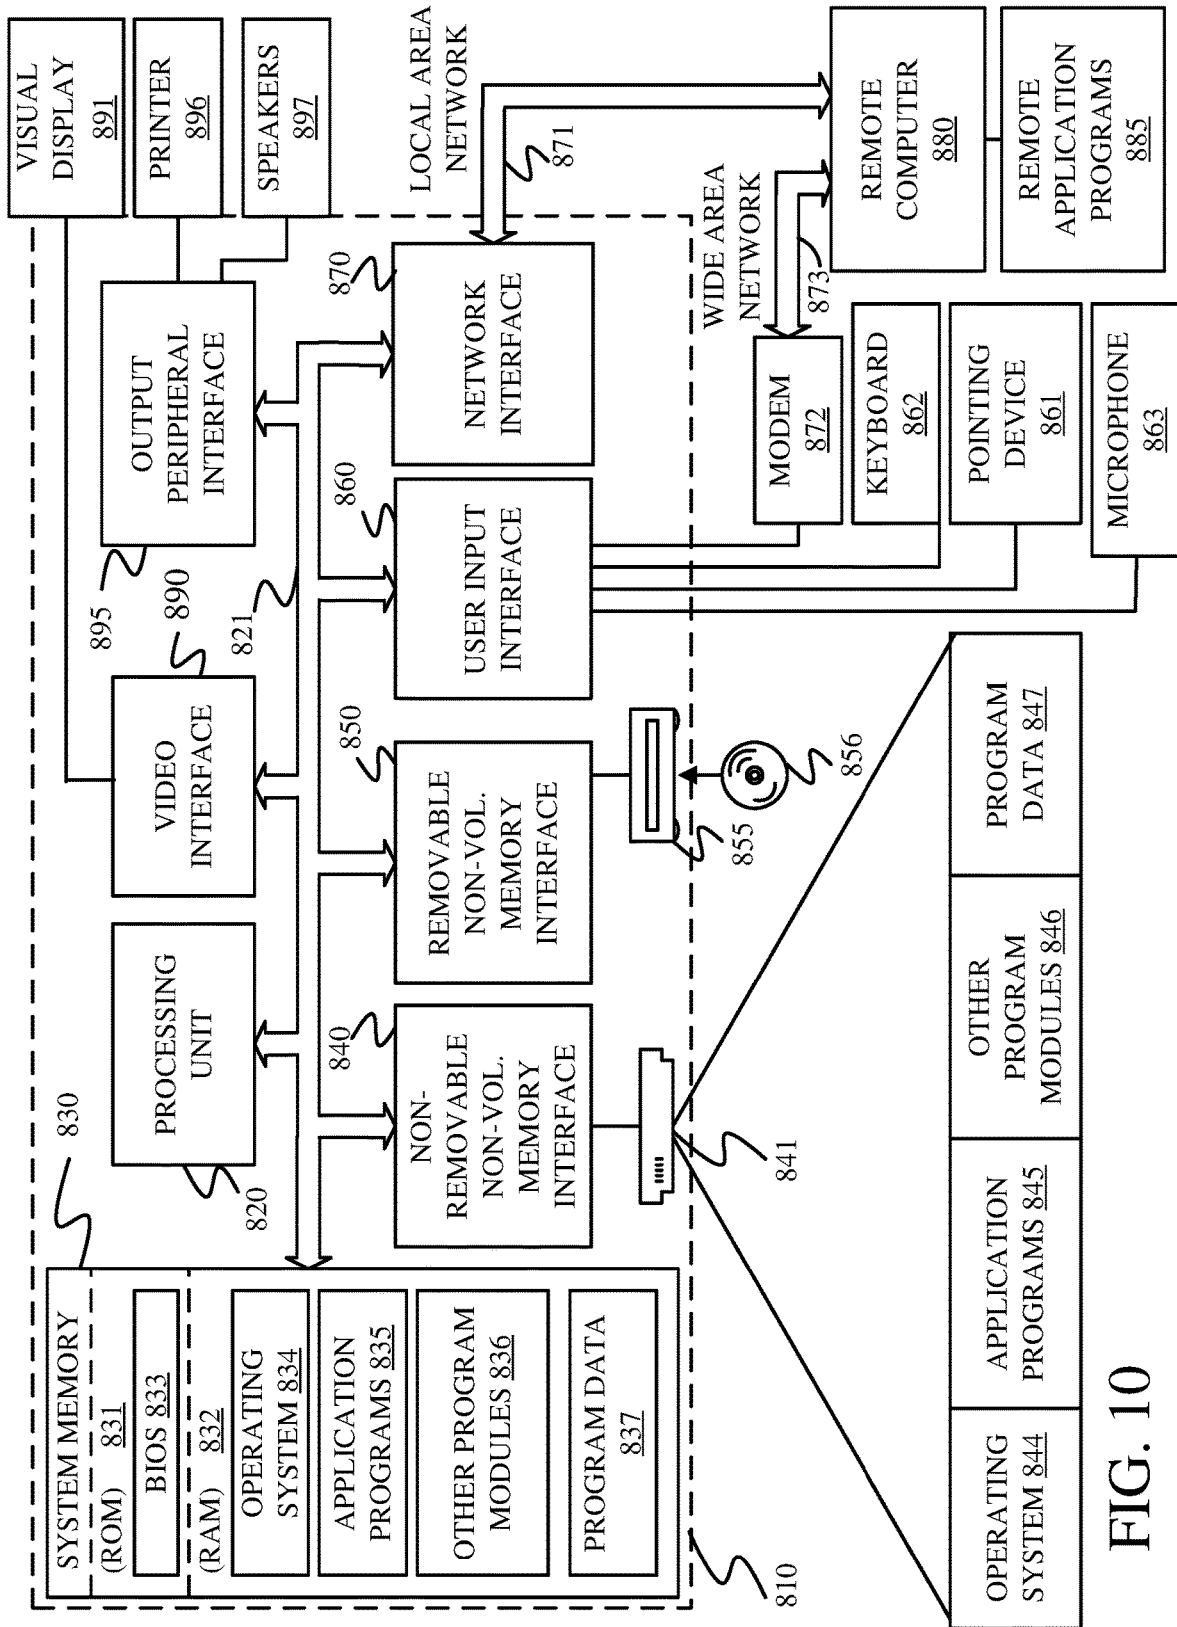 SYSTEM MEMORY
(ROM) 831
BIOS 833
(RAM) 832
OPERATING
SYSTEM 834
APPLICATION
PROGRAMS 835
OTHER PROGRAM
MODULES 836
PROGRAM DATA
837
810
830
PROCESSING
UNIT
820
VIDEO
INTERFACE
890
OUTPUT
PERIPHERAL
INTERFACE
895
821
VISUAL
DISPLAY
891
PRINTER
896
SPEAKERS
897
NON-
REMOVABLE
NON-VOL.
MEMORY
INTERFACE
840
REMOVABLE
NON-VOL.
MEMORY
INTERFACE
850
USER INPUT
INTERFACE
860
NETWORK
INTERFACE
870
LOCAL AREA
NETWORK
871
841
855
856
WIDE AREA
NETWORK
873
MODEM
872
KEYBOARD
862
POINTING
DEVICE
861
MICROPHONE
863
REMOTE
COMPUTER
880
REMOTE
APPLICATION
PROGRAMS
885
OPERATING
SYSTEM 844
APPLICATION
PROGRAMS 845
OTHER
PROGRAM
MODULES 846
PROGRAM
DATA 847
FIG. 10